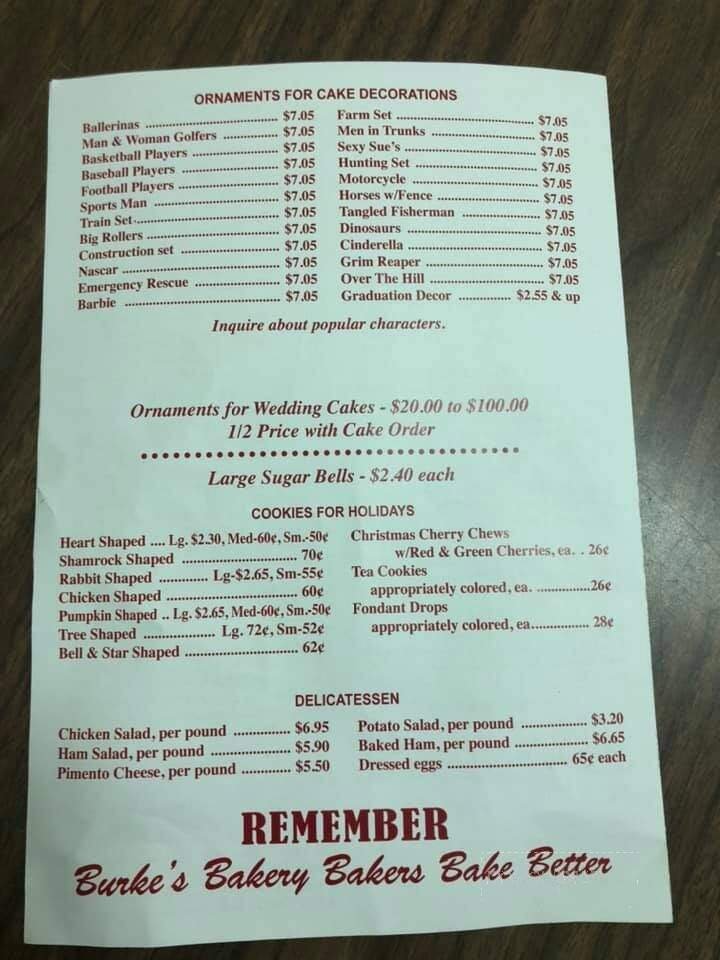 ORNAMENTS FOR CAKE DECORATIONS
Ballerinas .......................... $7.05
Man & Woman Golfers ........... $7.05
Basketball Players .................. $7.05
Baseball Players .................... $7.05
Football Players ..................... $7.05
Sports Man .......................... $7.05
Train Set .............................. $7.05
Big Rollers ........................... $7.05
Construction set .................... $7.05
Nascar ................................. $7.05
Emergency Rescue ................ $7.05
Barbie ................................. $7.05
Farm Set .............................. $7.05
Men in Trunks ...................... $7.05
Sexy Sue's ............................ $7.05
Hunting Set .......................... $7.05
Motorcycle ........................... $7.05
Horses w/Fence ..................... $7.05
Tangled Fisherman ................ $7.05
Dinosaurs ............................. $7.05
Cinderella ............................ $7.05
Grim Reaper ......................... $7.05
Over The Hill ....................... $7.05
Graduation Decor ............ $2.55 & up
Inquire about popular characters.
Ornaments for Wedding Cakes - $20.00 to $100.00
1/2 Price with Cake Order
Large Sugar Bells - $2.40 each
COOKIES FOR HOLIDAYS
Heart Shaped .... Lg. $2.30, Med-60¢, Sm.-50¢
Shamrock Shaped ........................ 70¢
Rabbit Shaped ............ Lg-$2.65, Sm-55¢
Chicken Shaped ........................... 60¢
Pumpkin Shaped .. Lg. $2.65, Med-60¢, Sm.-50¢
Tree Shaped ................. Lg. 72¢, Sm-52¢
Bell & Star Shaped ........................ 62¢
Christmas Cherry Chews
w/Red & Green Cherries, ea. . 26¢
Tea Cookies
appropriately colored, ea. .............26¢
Fondant Drops
appropriately colored, ea.............. 28¢
DELICATESSEN
Chicken Salad, per pound ............. $6.95
Ham Salad, per pound .................. $5.90
Pimento Cheese, per pound ............ $5.50
Potato Salad, per pound ................ $3.20
Baked Ham, per pound ................. $6.65
Dressed eggs ........................... 65¢ each
REMEMBER
Burke's Bakery Bakers Bake Better